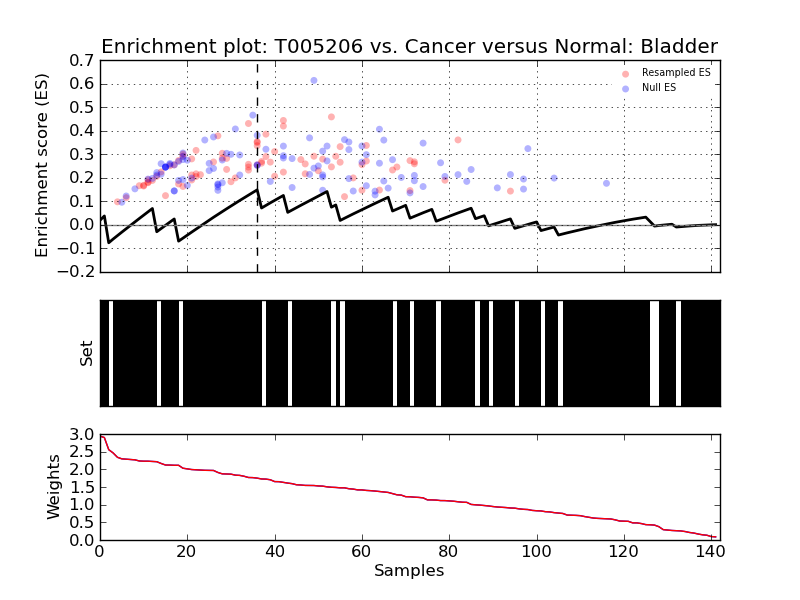 Enrichment plot: T005206 vs. Cancer versus Normal: Bladder
0.7
0.6
0.5
0.4
0.3
0.2
0.1
0.0
−0.1
−0.2
Enrichment score (ES)
Resampled ES
Null ES
Set
3.0
2.5
2.0
1.5
1.0
0.5
0.0
Weights
0 20 40 60 80 100 120 140
Samples